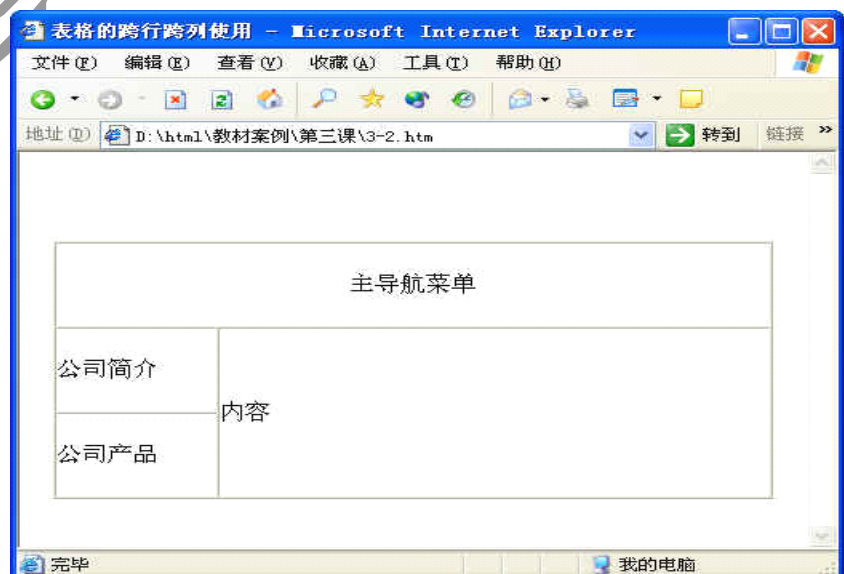 表格的跨行跨列使用 - Microsoft Internet Explorer
文件(F) 编辑(E) 查看(V) 收藏(A) 工具(T) 帮助(H)
地址(D) D:\html\教材案例\第三课\3-2.htm 转到 链接 »
主导航菜单
公司简介
内容
公司产品
完毕 我的电脑